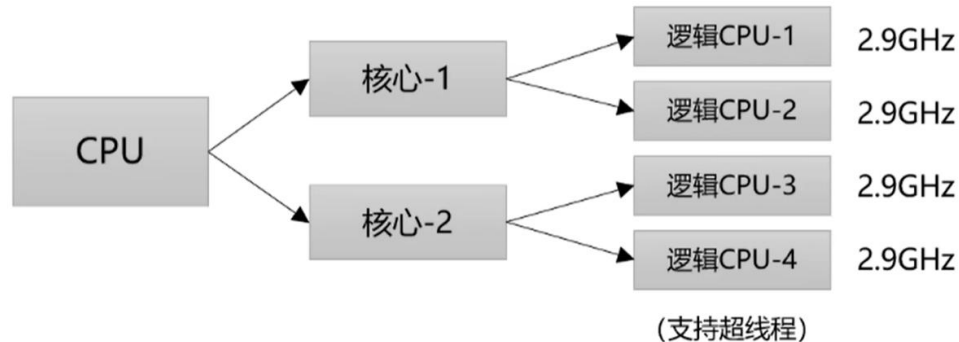 CPU
核心-1
核心-2
逻辑CPU-1 2.9GHz
逻辑CPU-2 2.9GHz
逻辑CPU-3 2.9GHz
逻辑CPU-4 2.9GHz
(支持超线程)